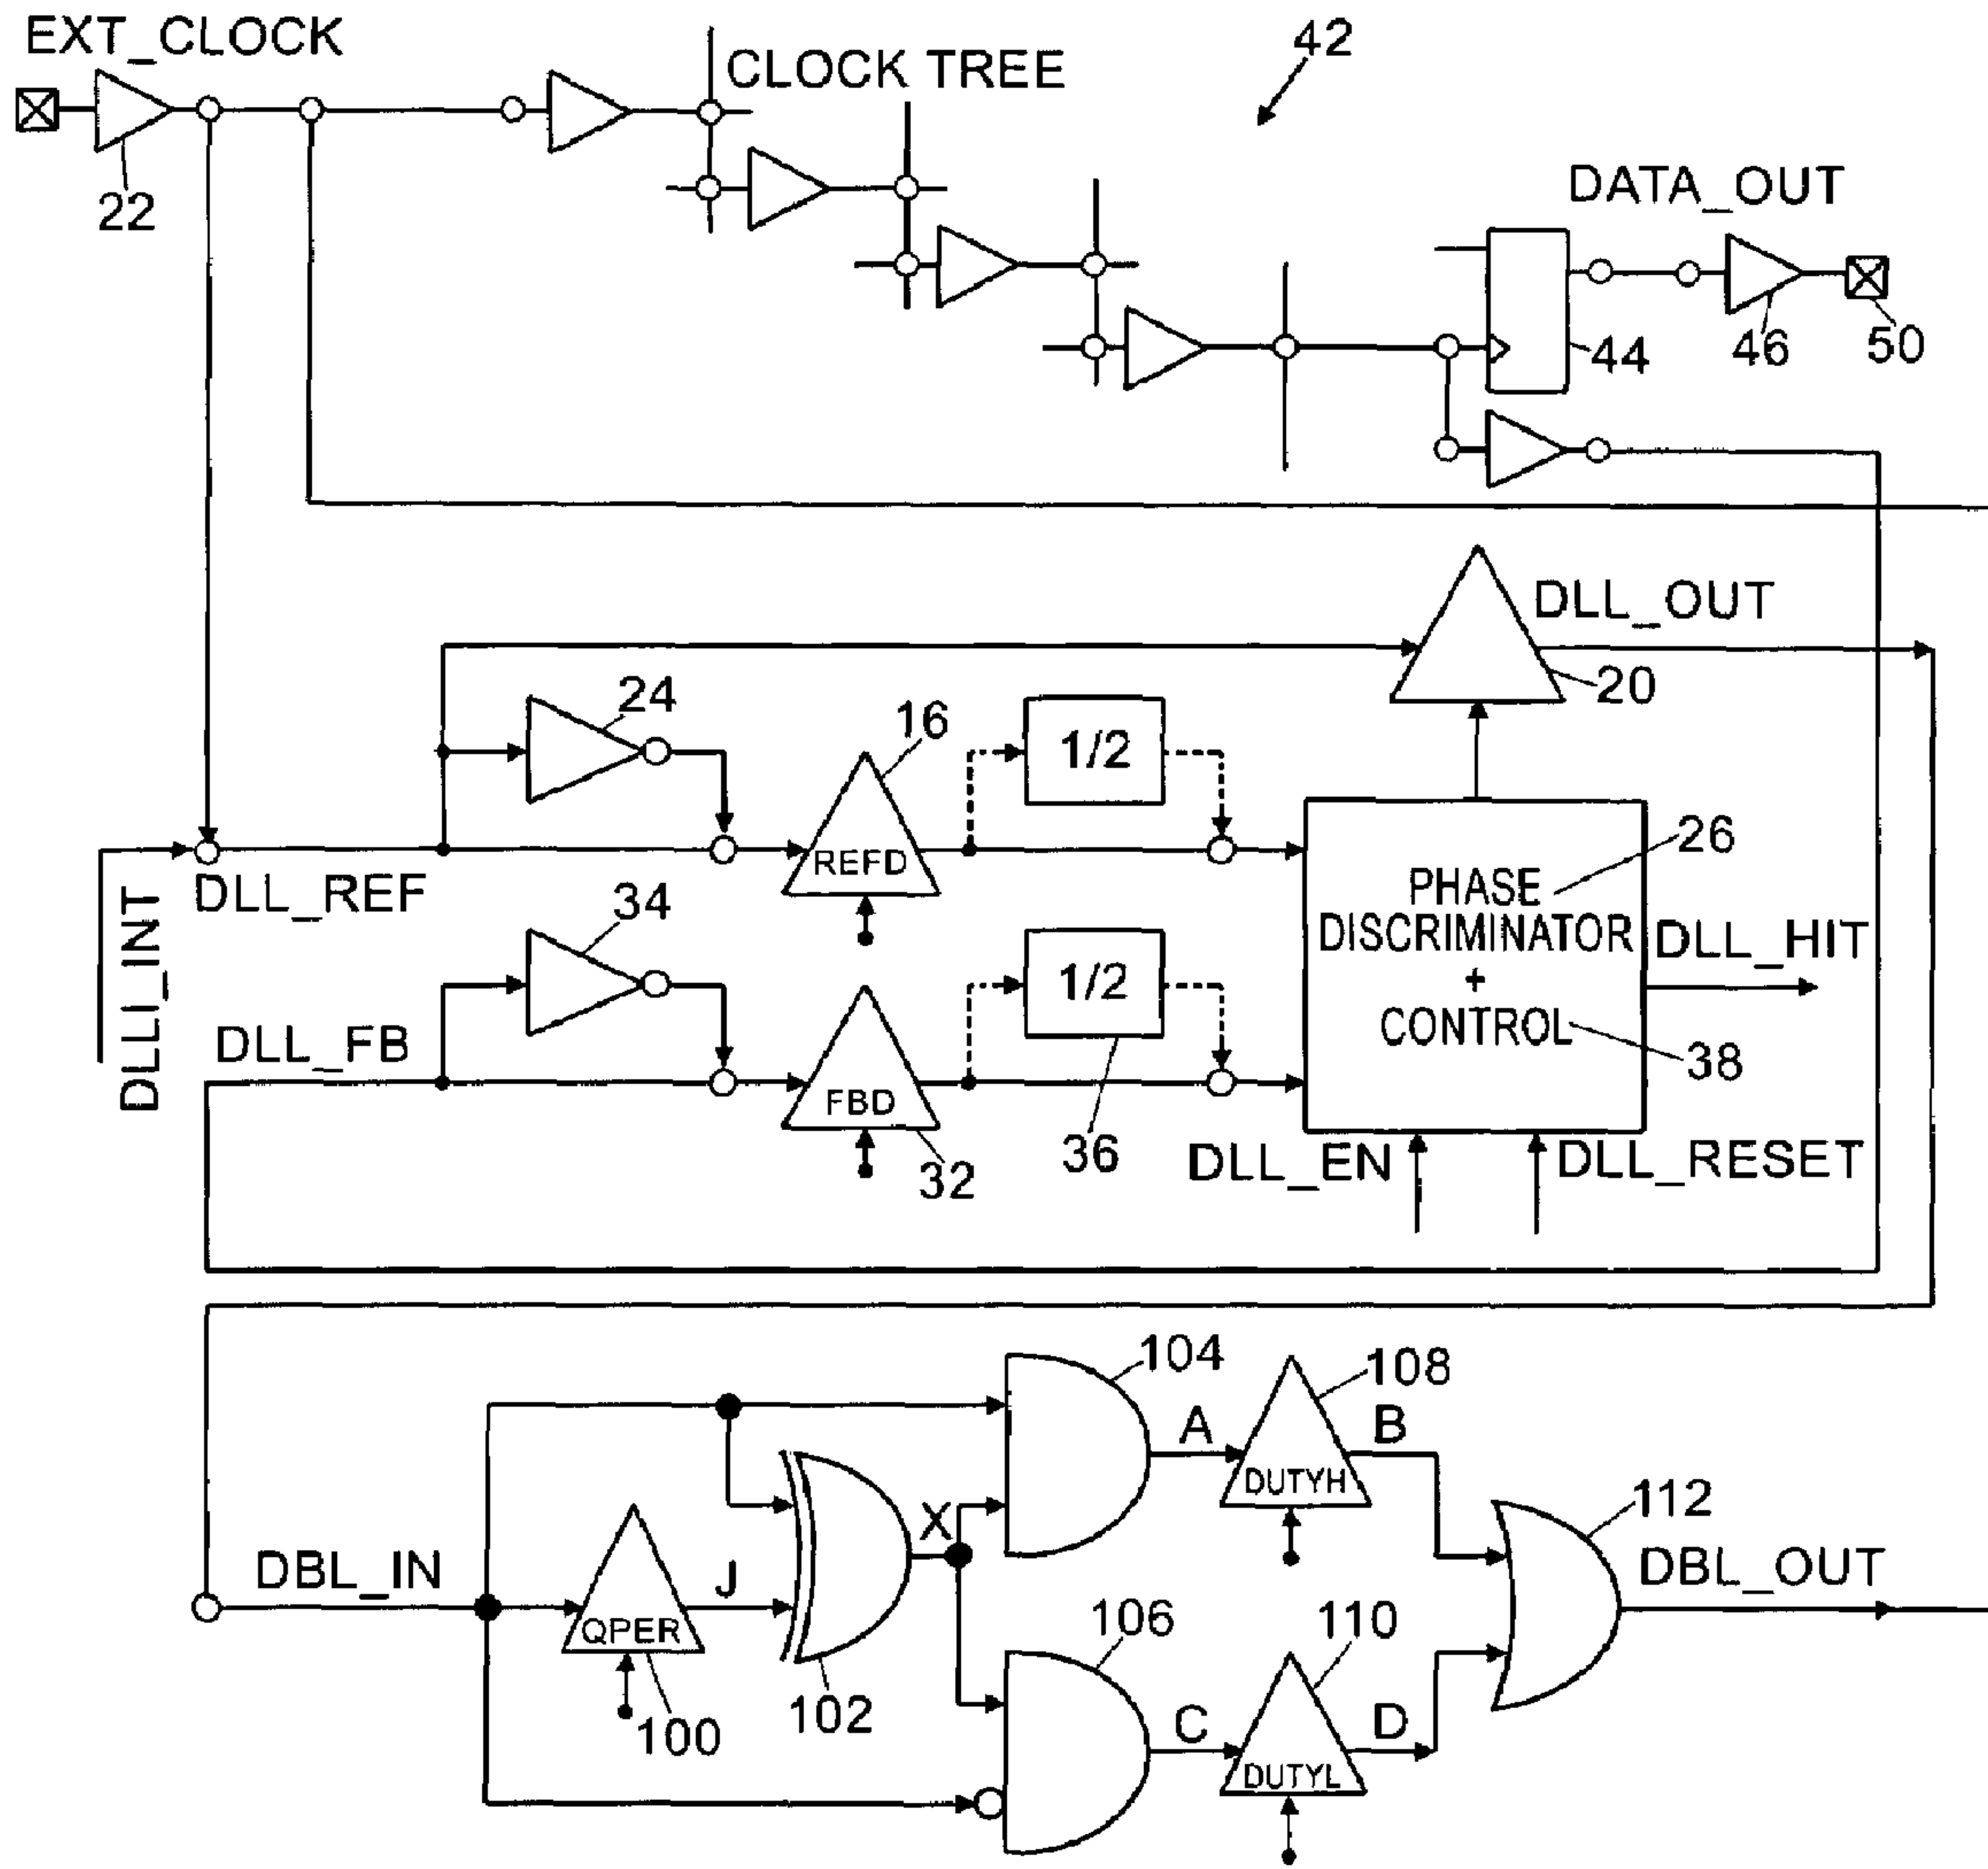 EXT_CLOCK
CLOCK TREE
42
22
DATA_OUT
44
46
50
DLL_OUT
20
24
16
1/2
REFD
26
DLL_REF
PHASE
DISCRIMINATOR
+
CONTROL
38
DLL_HIT
34
DLLI_INT
1/2
DLL_FB
FBD
32
36
DLL_EN
DLL_RESET
104
108
A
B
DUTYH
112
X
DBL_IN
J
DBL_OUT
QPER
106
110
102
100
C
D
DUTYL